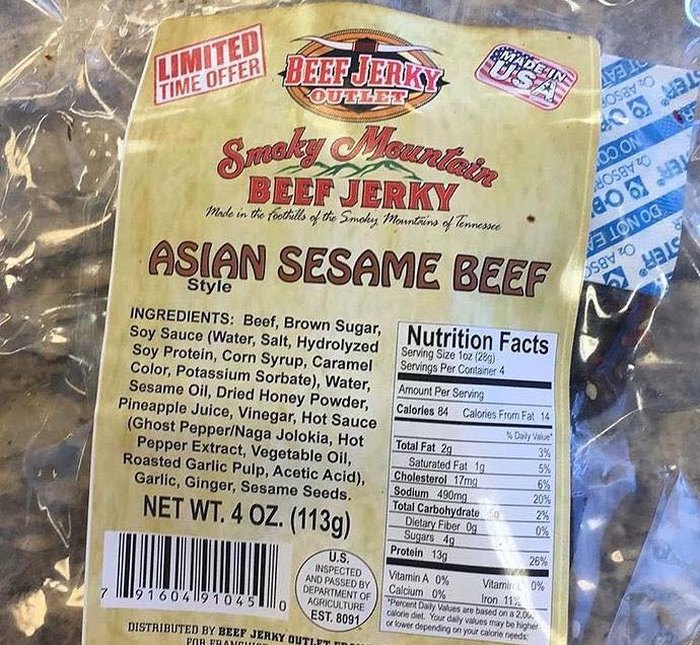 LIMITED
TIME OFFER
BEEF JERKY
OUTLET
MADE IN
USA
Smoky Mountain
BEEF JERKY
Made in the Foothills of the Smoky Mountains of Tennessee
ASIAN SESAME BEEF
Style
INGREDIENTS: Beef, Brown Sugar,
Soy Sauce (Water, Salt, Hydrolyzed
Soy Protein, Corn Syrup, Caramel
Color, Potassium Sorbate), Water,
Sesame Oil, Dried Honey Powder,
Pineapple Juice, Vinegar, Hot Sauce
(Ghost Pepper/Naga Jolokia, Hot
Pepper Extract, Vegetable Oil,
Roasted Garlic Pulp, Acetic Acid),
Garlic, Ginger, Sesame Seeds.
NET WT. 4 OZ. (113g)
7 91604 91045 0
U.S.
INSPECTED
AND PASSED BY
DEPARTMENT OF
AGRICULTURE
EST. 8091
DISTRIBUTED BY BEEF JERKY OUTLET
Nutrition Facts
Serving Size 1oz (28g)
Servings Per Container 4
Amount Per Serving
Calories 84 Calories From Fat 14
% Daily Value*
Total Fat 2g 3%
Saturated Fat 1g 5%
Cholesterol 17mg 6%
Sodium 490mg 20%
Total Carbohydrate 2%
Dietary Fiber 0g 0%
Sugars 4g
Protein 13g 26%
Vitamin A 0% Vitamin 0%
Calcium 0% Iron 11%
*Percent Daily Values are based on a 2,00
calorie diet. Your daily values may be higher
or lower depending on your calorie needs:
DO NOT EA
O₂ ABSO